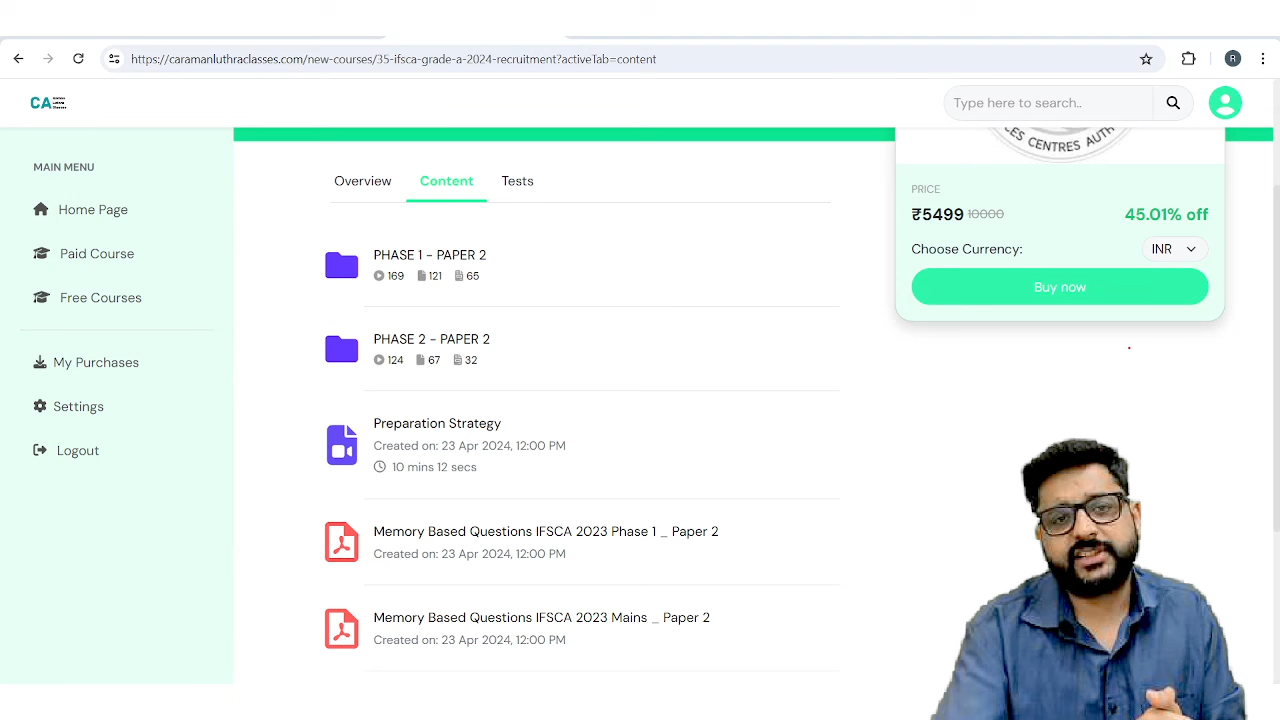 https://caramanluthraclasses.com/new-courses/35-ifsca-grade-a-2024-recruitment?activeTab=content
R
CA
Type here to search..
MAIN MENU
Home Page
Paid Course
Free Courses
My Purchases
Settings
Logout
Overview
Content
Tests
PHASE 1 - PAPER 2
169 121 65
PHASE 2 - PAPER 2
124 67 32
Preparation Strategy
Created on: 23 Apr 2024, 12:00 PM
10 mins 12 secs
Memory Based Questions IFSCA 2023 Phase 1 _ Paper 2
Created on: 23 Apr 2024, 12:00 PM
Memory Based Questions IFSCA 2023 Mains _ Paper 2
Created on: 23 Apr 2024, 12:00 PM
CES CENTRES AUTH
PRICE
₹5499 10000 45.01% off
Choose Currency: INR
Buy now